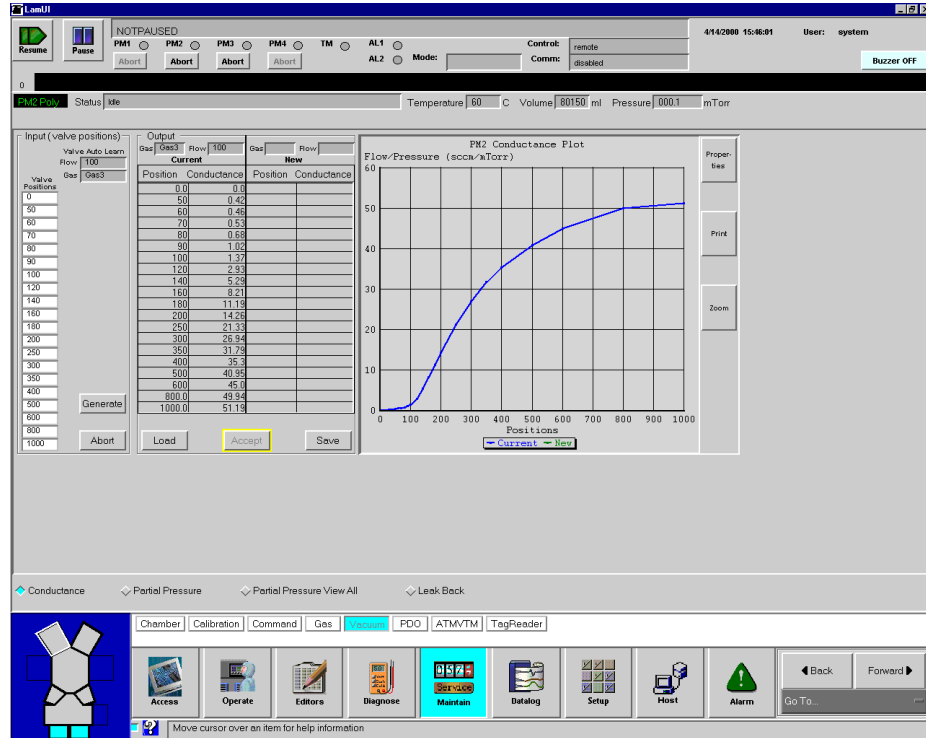 LamUI
Resume
Pause
NOTPAUSED
PM1 PM2 PM3 PM4 TM AL1
AL2
Abort Abort Abort Abort
Mode:
Control: remote
Comm: disabled
4/14/2000 15:46:01 User: system
Buzzer OFF
0
PM2 Poly Status Idle Temperature 60 C Volume 80150 ml Pressure 000.1 mTorr
Input (valve positions)
Valve Auto Learn
Flow 100
Gas Gas3
Valve
Positions
0
50
60
70
80
90
100
120
140
160
180
200
250
300
350
400
500
600
800
1000
Generate
Abort
Output
Gas Gas3 Flow 100 Gas Flow
Current New
Position Conductance Position Conductance
0.0 0.0
50 0.42
60 0.46
70 0.53
80 0.68
90 1.02
100 1.37
120 2.93
140 5.29
160 8.21
180 11.19
200 14.26
250 21.33
300 26.94
350 31.79
400 35.3
500 40.95
600 45.0
800.0 49.94
1000.0 51.19
Load Accept Save
PM2 Conductance Plot
Flow/Pressure (sccm/mTorr)
60
50
40
30
20
10
0
0 100 200 300 400 500 600 700 800 900 1000
Positions
Current New
Proper-
ties
Print
Zoom
Conductance Partial Pressure Partial Pressure View All Leak Back
Chamber Calibration Command Gas Vacuum PDO ATMVTM TagReader
Service
Access Operate Editors Diagnose Maintain Datalog Setup Host Alarm
Back Forward
Go To...
Move cursor over an item for help information